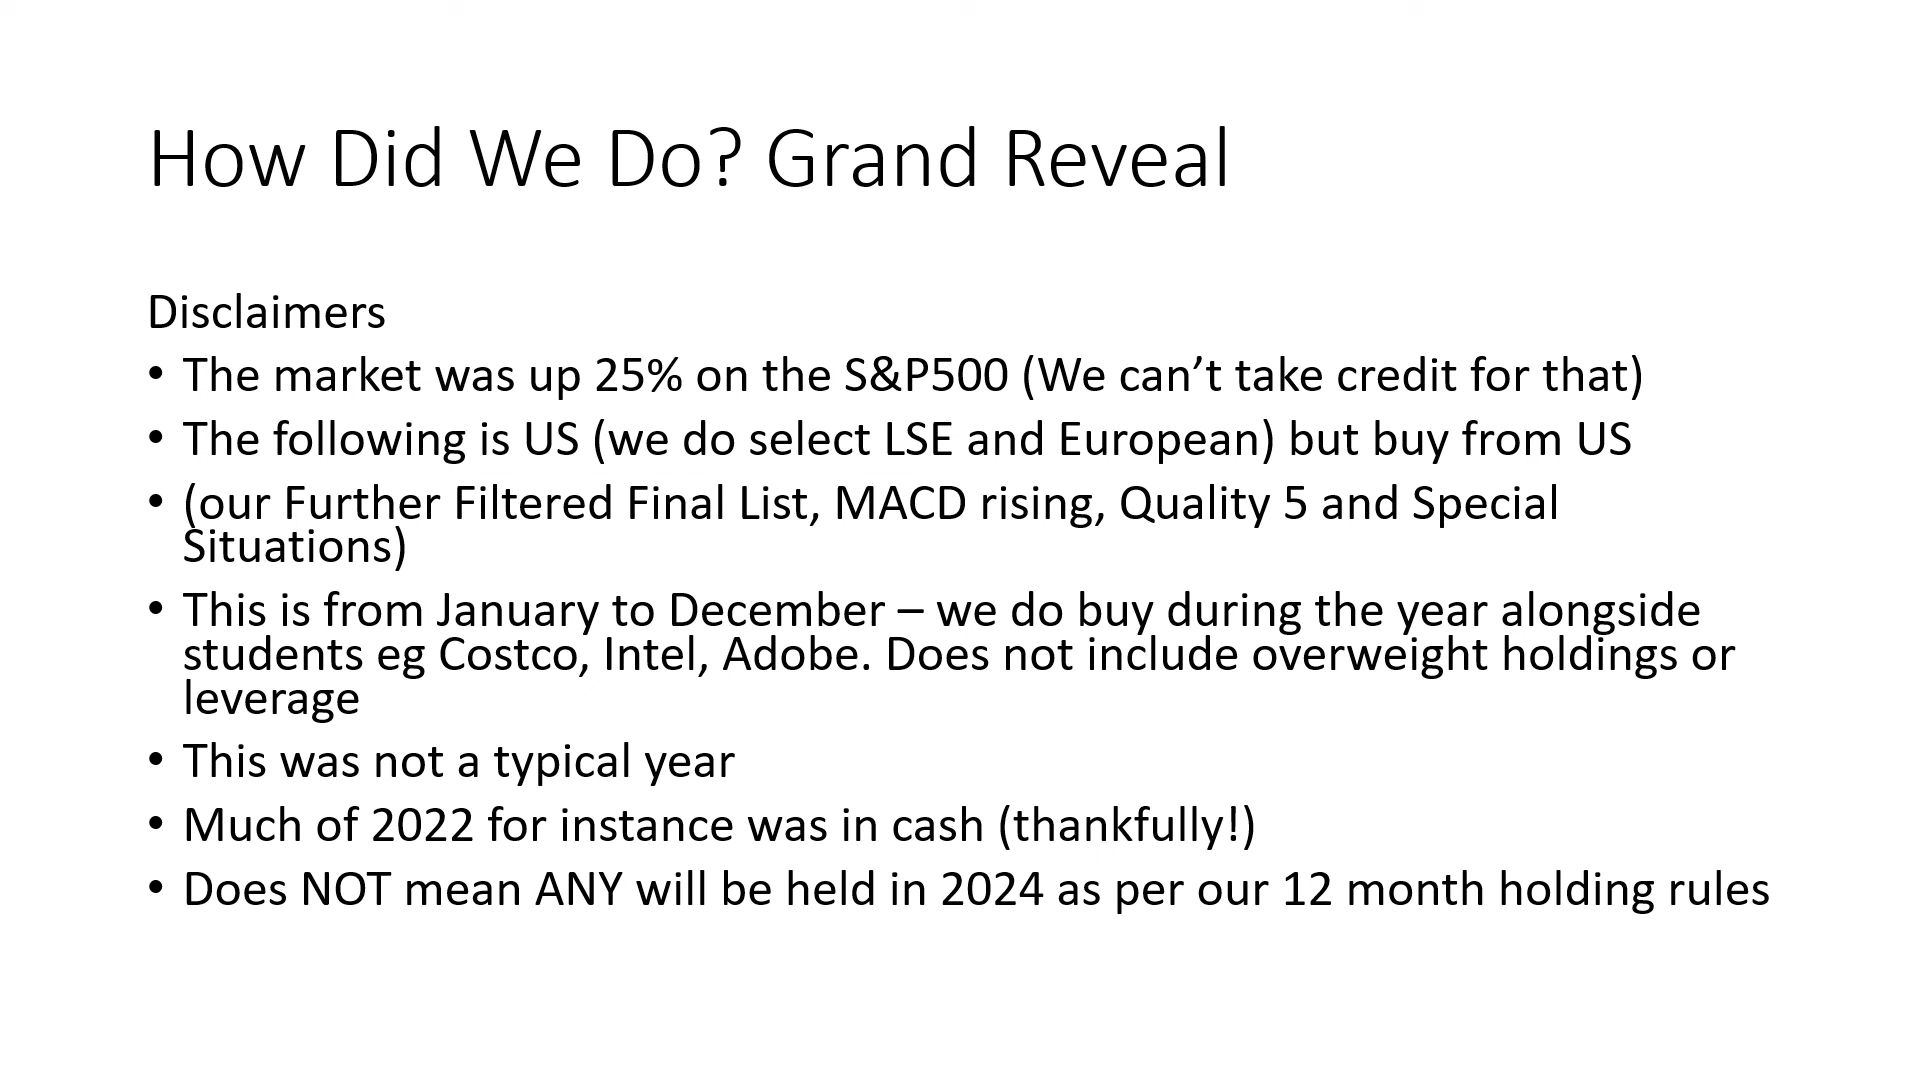 How Did We Do? Grand Reveal
Disclaimers
• The market was up 25% on the S&P500 (We can’t take credit for that)
• The following is US (we do select LSE and European) but buy from US
• (our Further Filtered Final List, MACD rising, Quality 5 and Special
Situations)
• This is from January to December – we do buy during the year alongside
students eg Costco, Intel, Adobe. Does not include overweight holdings or
leverage
• This was not a typical year
• Much of 2022 for instance was in cash (thankfully!)
• Does NOT mean ANY will be held in 2024 as per our 12 month holding rules